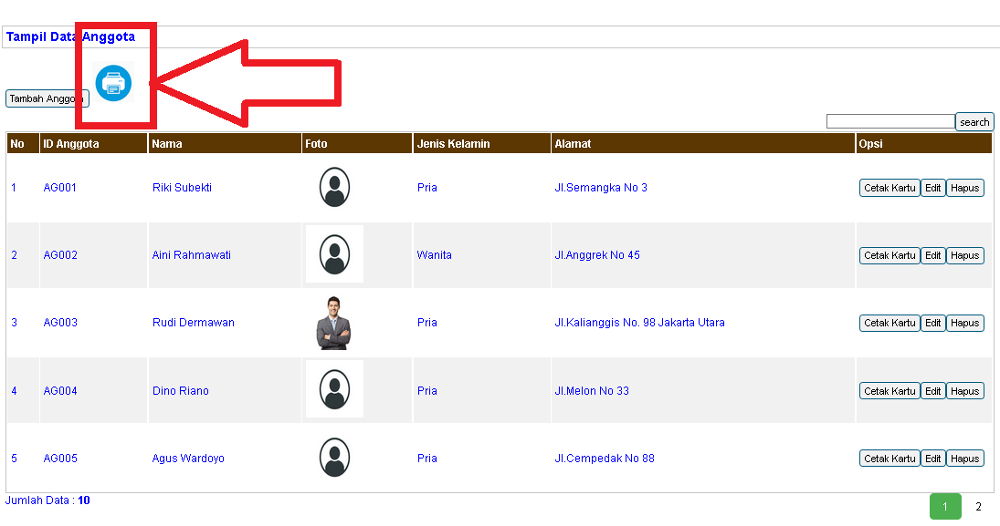 Tampil Data Anggota
Tambah Anggota
search
No ID Anggota Nama Foto Jenis Kelamin Alamat Opsi
1 AG001 Riki Subekti Pria Jl.Semangka No 3 Cetak Kartu Edit Hapus
2 AG002 Aini Rahmawati Wanita Jl.Anggrek No 45 Cetak Kartu Edit Hapus
3 AG003 Rudi Dermawan Pria Jl.Kalianggis No. 98 Jakarta Utara Cetak Kartu Edit Hapus
4 AG004 Dino Riano Pria Jl.Melon No 33 Cetak Kartu Edit Hapus
5 AG005 Agus Wardoyo Pria Jl.Cempedak No 88 Cetak Kartu Edit Hapus
Jumlah Data : 10
1 2